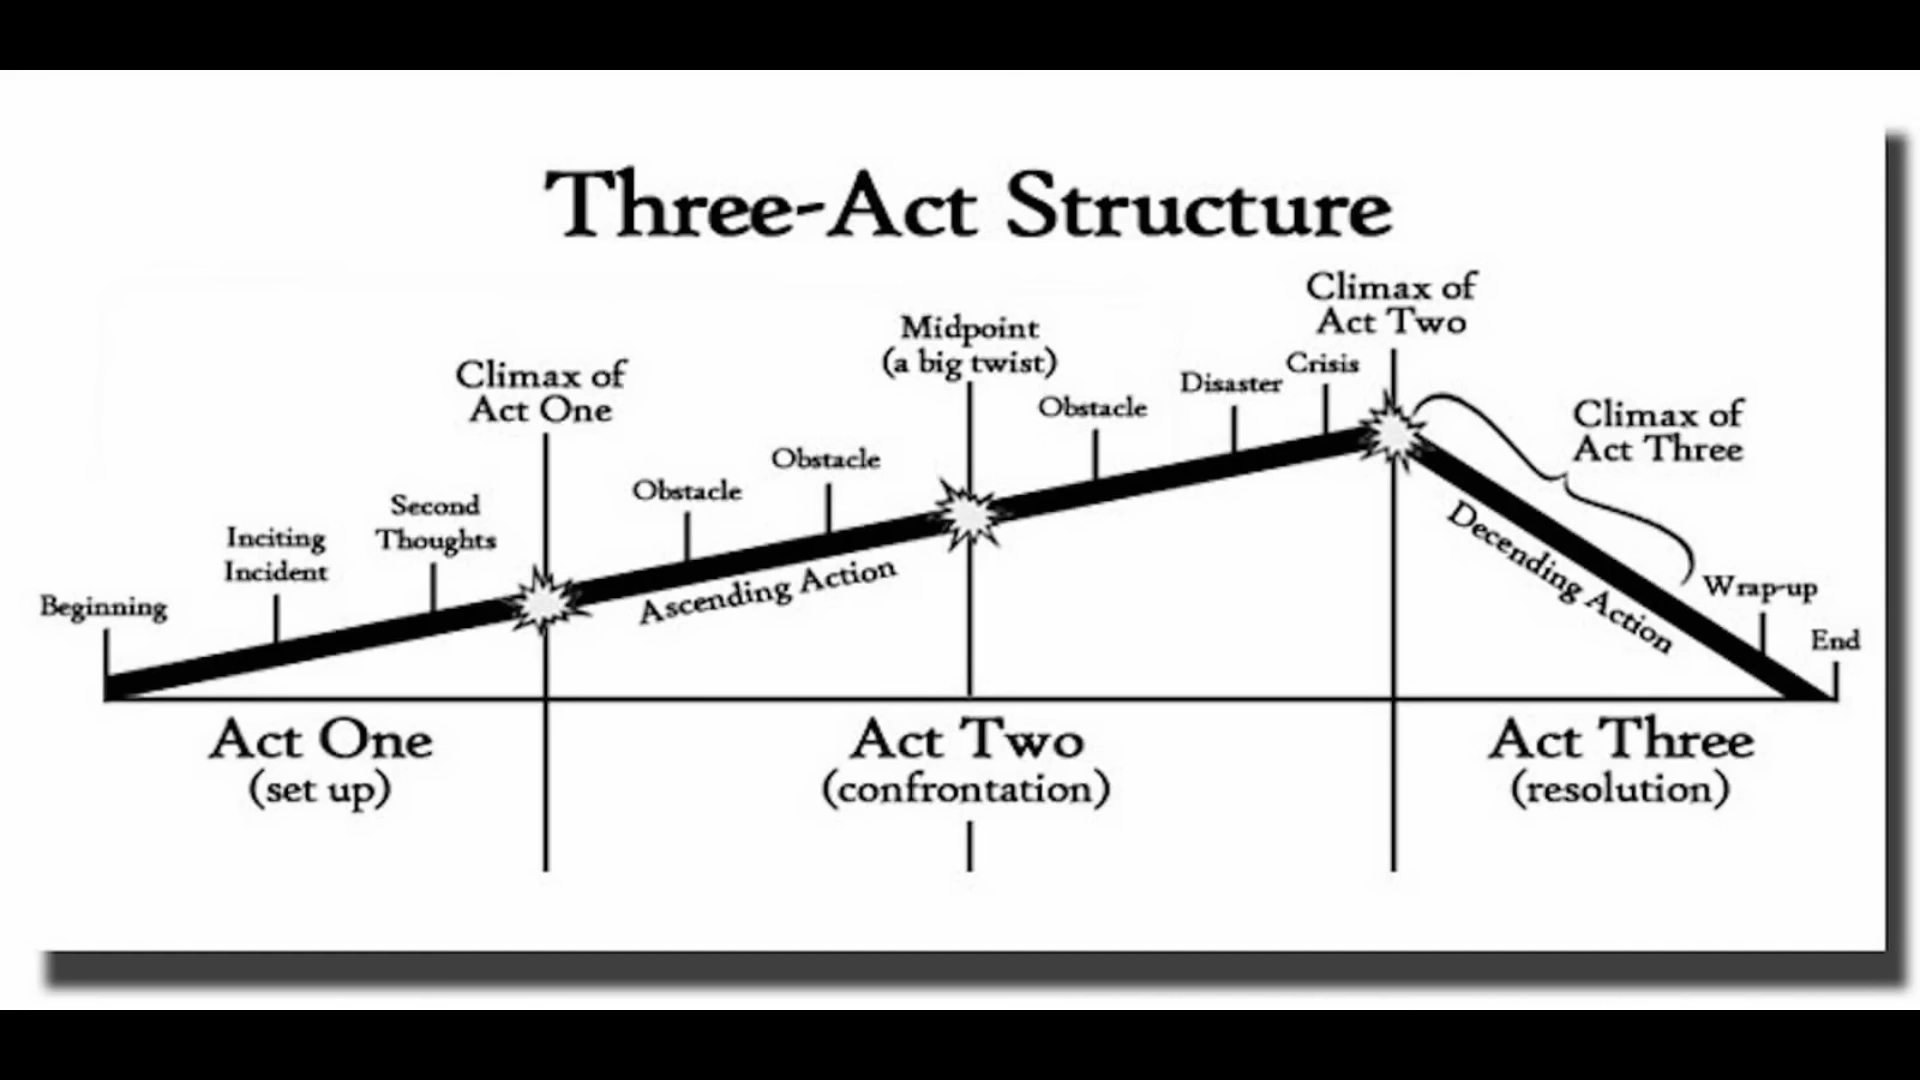 Three-Act Structure
Climax of
Act Two
Midpoint
(a big twist)
Crisis
Climax of
Act One
Disaster
Obstacle
Climax of
Act Three
Obstacle
Obstacle
Second
Thoughts
Inciting
Incident
Beginning
Ascending Action
Decending Action
Wrap-up
End
Act One
(set up)
Act Two
(confrontation)
Act Three
(resolution)